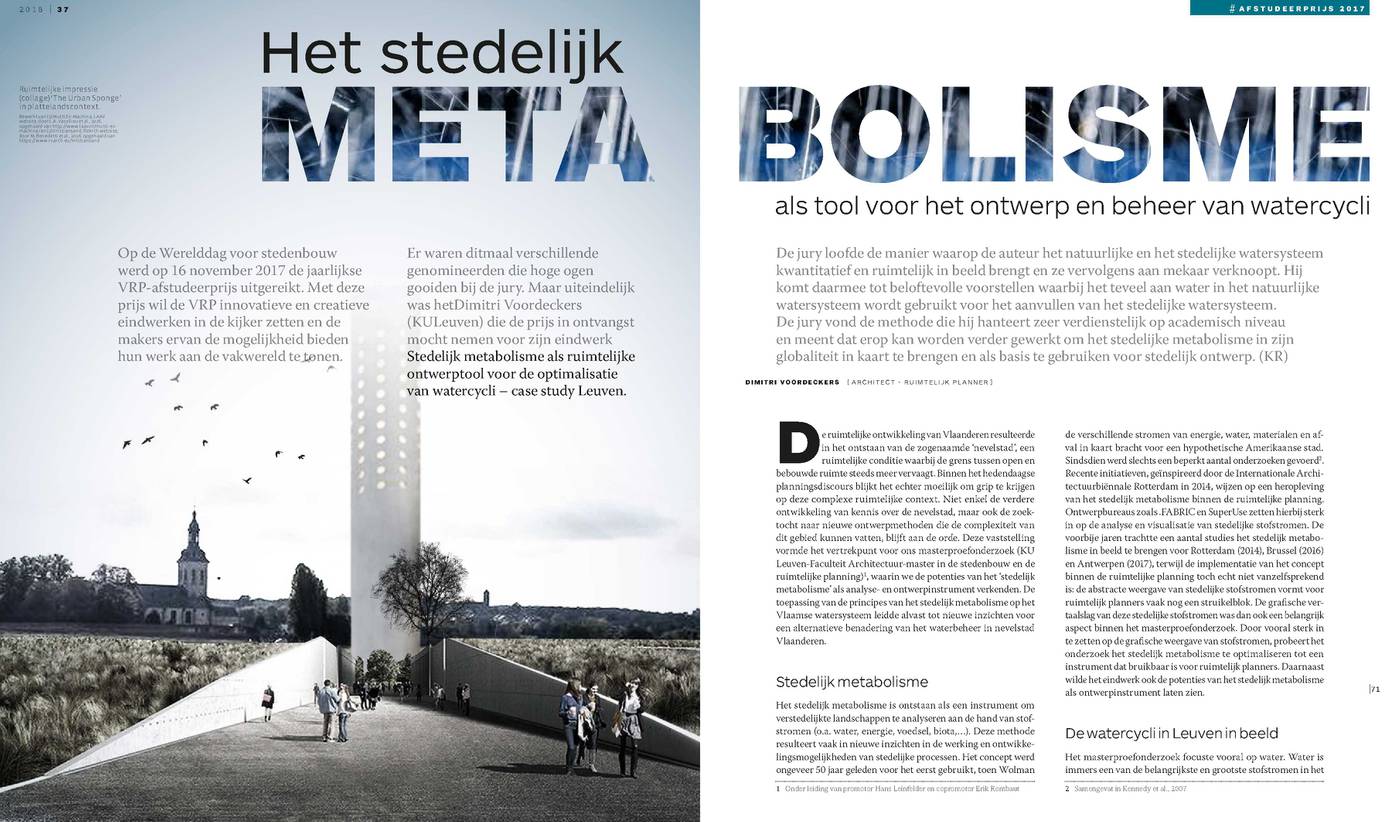 2018 | 37
Ruimtelijke impressie
(collage) 'The Urban Sponge'
in plattelandscontext.
Het stedelijk
META
Op de Werelddag voor stedenbouw
werd op 16 november 2017 de jaarlijkse
VRP-afstudeerprijs uitgereikt. Met deze
prijs wil de VRP innovatieve en creatieve
eindwerken in de kijker zetten en de
makers ervan de mogelijkheid bieden
hun werk aan de vakwereld te tonen.
Er waren ditmaal verschillende
genomineerden die hoge ogen
gooiden bij de jury. Maar uiteindelijk
was hetDimitri Voordeckers
(KULeuven) die de prijs in ontvangst
mocht nemen voor zijn eindwerk
Stedelijk metabolisme als ruimtelijke
ontwerptool voor de optimalisatie
van watercycli – case study Leuven.
# AFSTUDEERPRIJS 2017
BOLISME
als tool voor het ontwerp en beheer van watercycli
De jury loofde de manier waarop de auteur het natuurlijke en het stedelijke watersysteem
kwantitatief en ruimtelijk in beeld brengt en ze vervolgens aan mekaar verknoopt. Hij
komt daarmee tot beloftevolle voorstellen waarbij het teveel aan water in het natuurlijke
watersysteem wordt gebruikt voor het aanvullen van het stedelijke watersysteem.
De jury vond de methode die hij hanteert zeer verdienstelijk op academisch niveau
en meent dat erop kan worden verder gewerkt om het stedelijke metabolisme in zijn
globaliteit in kaart te brengen en als basis te gebruiken voor stedelijk ontwerp. (KR)
DIMITRI VOORDECKERS [ARCHITECT - RUIMTELIJK PLANNER]
De ruimtelijke ontwikkeling van Vlaanderen resulteerde
in het ontstaan van de zogenaamde 'nevelstad', een
ruimtelijke conditie waarbij de grens tussen open en
bebouwde ruimte steeds meer vervaagt. Binnen het hedendaagse
planningsdiscours blijkt het echter moeilijk om grip te krijgen
op deze complexe ruimtelijke context. Niet enkel de verdere
ontwikkeling van kennis over de nevelstad, maar ook de zoek-
tocht naar nieuwe ontwerpmethoden die de complexiteit van
dit gebied kunnen vatten, blijft aan de orde. Deze vaststelling
vormde het vertrekpunt voor ons masterproefonderzoek (KU
Leuven-Faculteit Architectuur-master in de stedenbouw en de
ruimtelijke planning)¹, waarin we de potenties van het 'stedelijk
metabolisme' als analyse- en ontwerpinstrument verkenden. De
toepassing van de principes van het stedelijk metabolisme op het
Vlaamse watersysteem leidde alvast tot nieuwe inzichten voor
een alternatieve benadering van het waterbeheer in nevelstad
Vlaanderen.
Stedelijk metabolisme
Het stedelijk metabolisme is ontstaan als een instrument om
verstedelijkte landschappen te analyseren aan de hand van stof-
stromen (o.a. water, energie, voedsel, biota,…). Deze methode
resulteert vaak in nieuwe inzichten in de werking en ontwikke-
lingsmogelijkheden van stedelijke processen. Het concept werd
ongeveer 50 jaar geleden voor het eerst gebruikt, toen Wolman
1 Onder leiding van promotor Hans Leinfelder en copromotor Erik Rombaut
de verschillende stromen van energie, water, materialen en af-
val in kaart bracht voor een hypothetische Amerikaanse stad.
Sindsdien werd slechts een beperkt aantal onderzoeken gevoerd².
Recente initiatieven, geïnspireerd door de Internationale Archi-
tectuurbiënnale Rotterdam in 2014, wijzen op een heropleving
van het stedelijk metabolisme binnen de ruimtelijke planning.
Ontwerpbureaus zoals .FABRIC en SuperUse zetten hierbij sterk
in op de analyse en visualisatie van stedelijke stofstromen. De
voorbije jaren trachtte een aantal studies het stedelijk metabo-
lisme in beeld te brengen voor Rotterdam (2014), Brussel (2016)
en Antwerpen (2017), terwijl de implementatie van het concept
binnen de ruimtelijke planning toch echt niet vanzelfsprekend
is: de abstracte weergave van stedelijke stofstromen vormt voor
ruimtelijk planners vaak nog een struikelblok. De grafische ver-
taalslag van deze stedelijke stofstromen was dan ook een belangrijk
aspect binnen het masterproefonderzoek. Door vooral sterk in
te zetten op de grafische weergave van stofstromen, probeert het
onderzoek het stedelijk metabolisme te optimaliseren tot een
instrument dat bruikbaar is voor ruimtelijk planners. Daarnaast
wilde het eindwerk ook de potenties van het stedelijk metabolisme
als ontwerpinstrument laten zien.
De watercycli in Leuven in beeld
Het masterproefonderzoek focuste vooral op water. Water is
immers een van de belangrijkste en grootste stofstromen in het
2 Samengevat in Kennedy et al., 2007.
|71